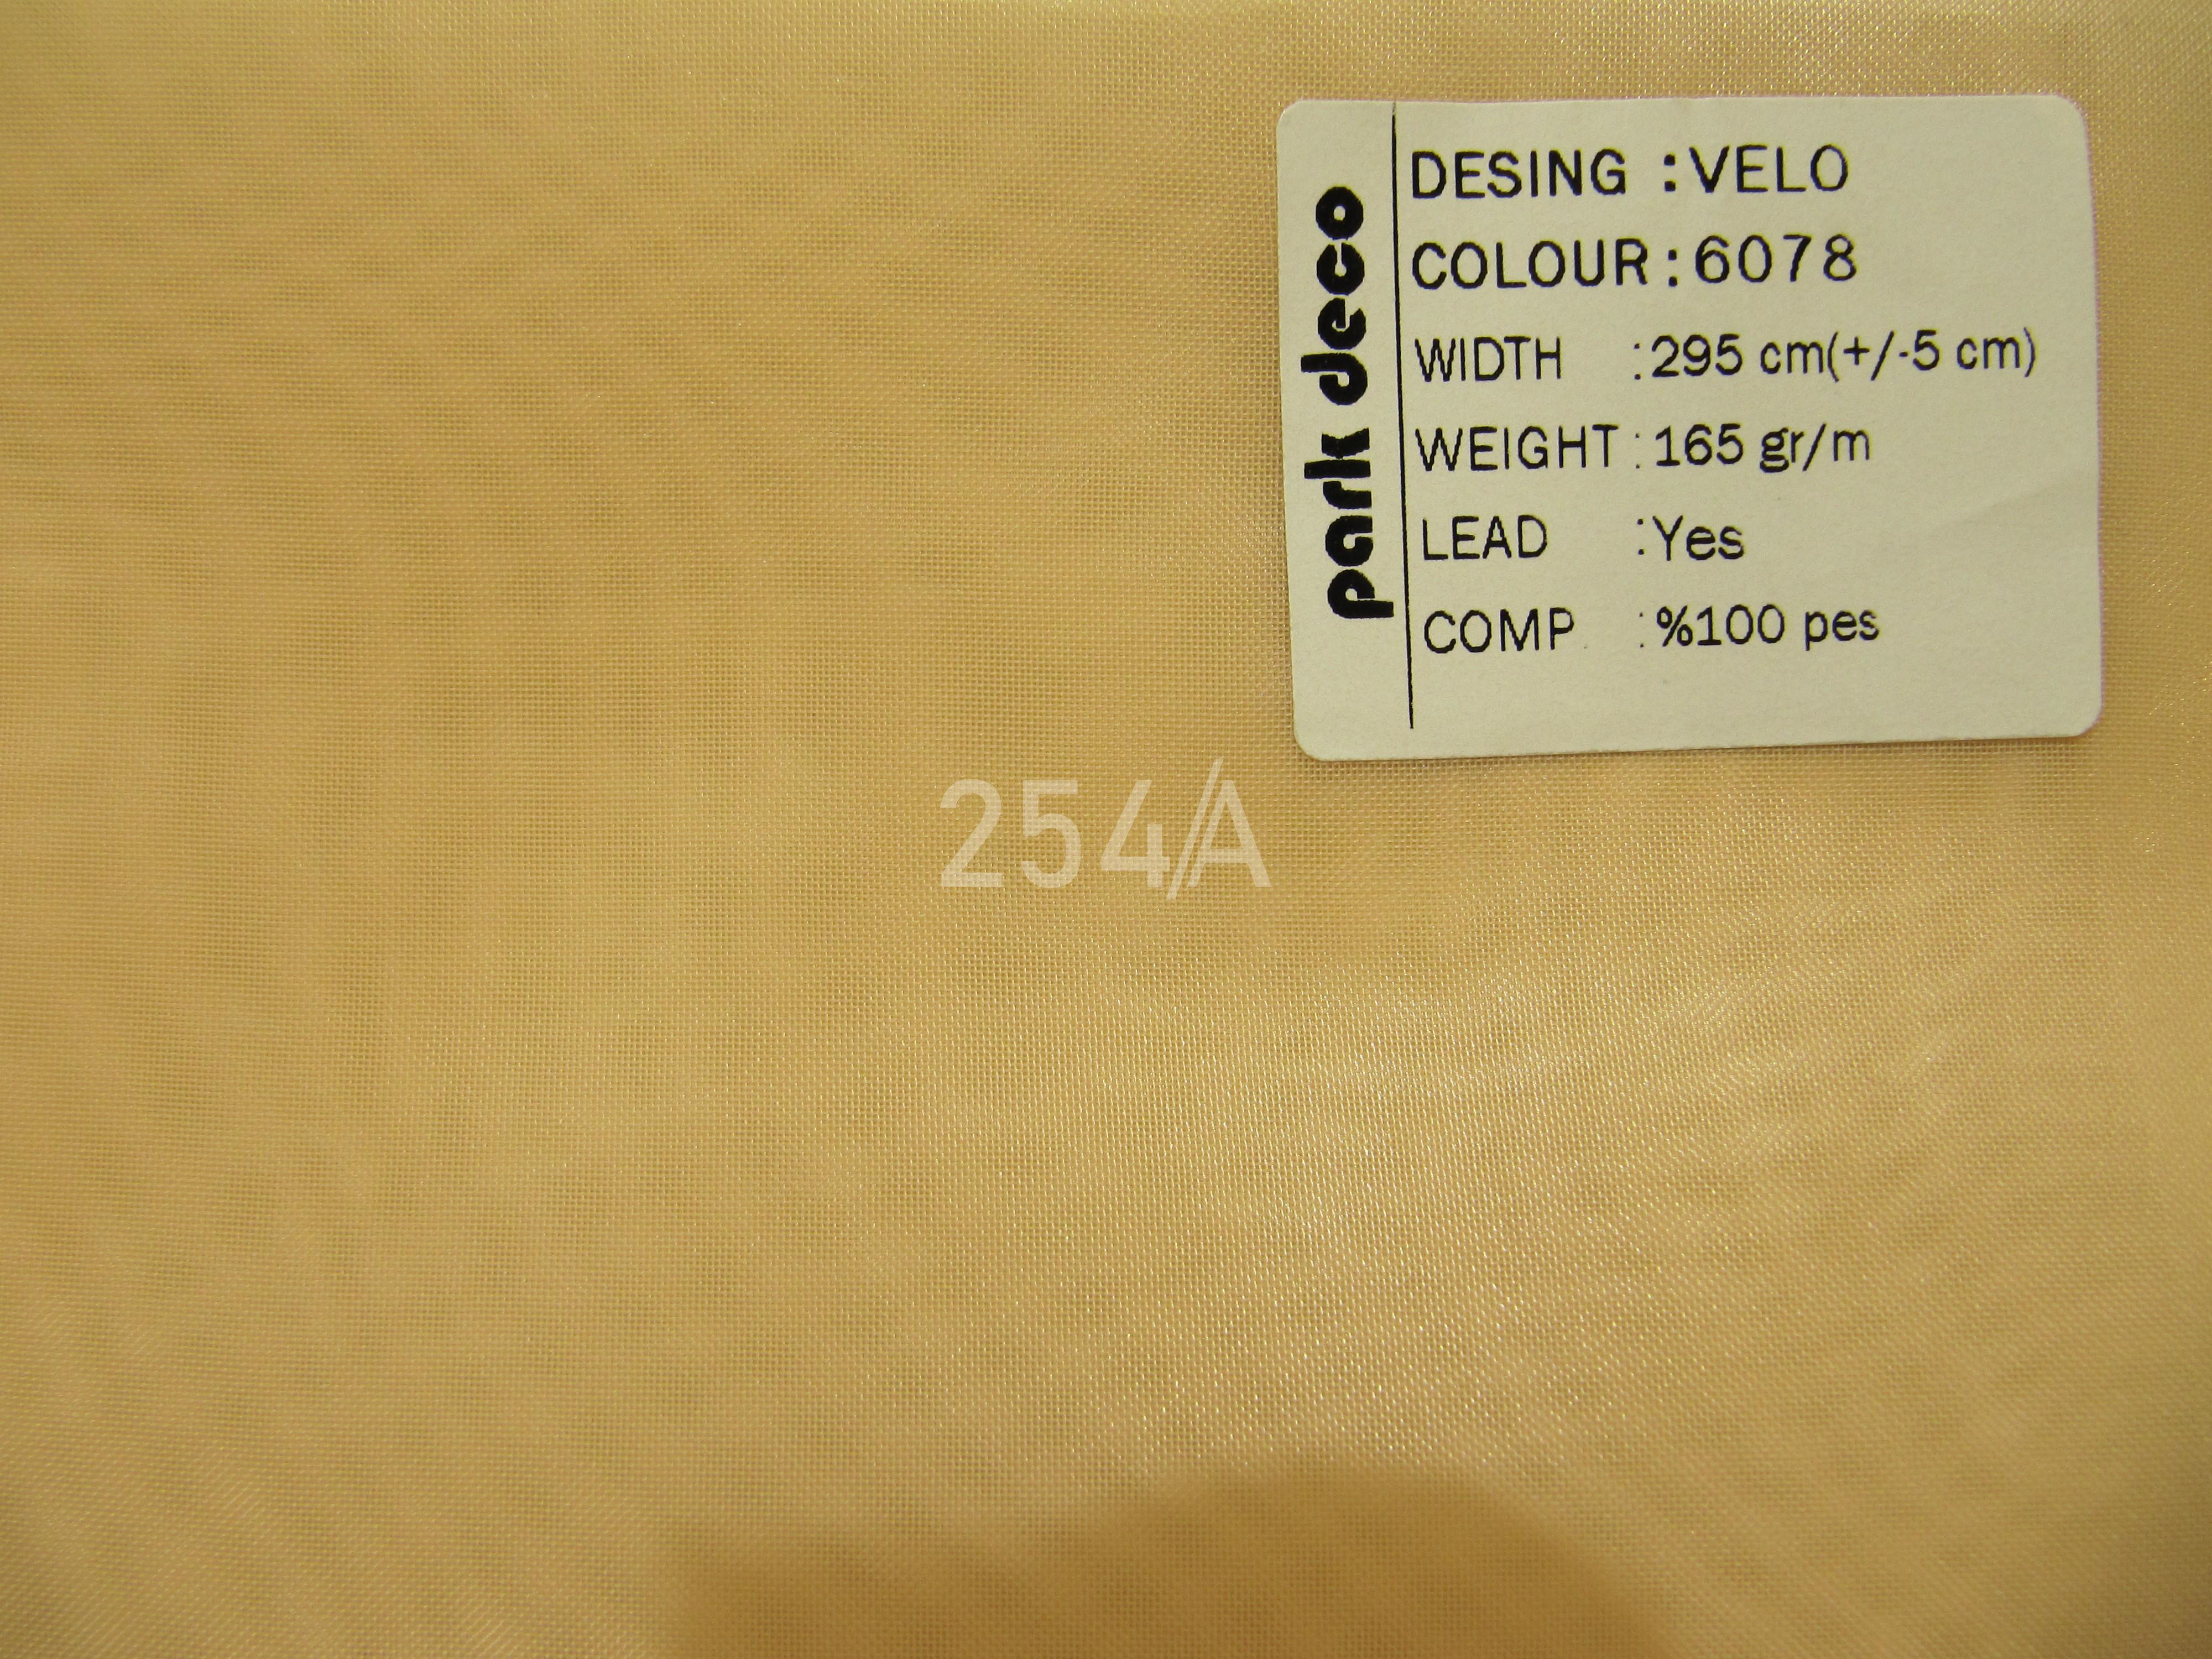 park deco
DESING :VELO
COLOUR:6078
WIDTH :295 cm(+/-5 cm)
WEIGHT:165 gr/m
LEAD :Yes
COMP. :%100 pes
254/A